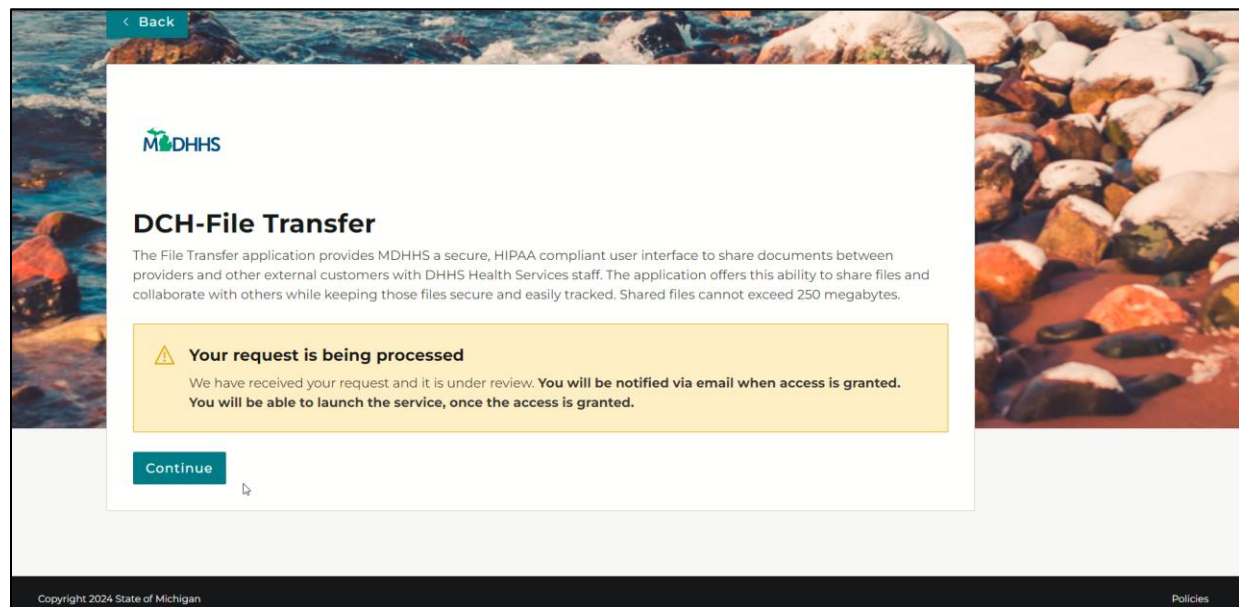 < Back
MDHHS
DCH-File Transfer
The File Transfer application provides MDHHS a secure, HIPAA compliant user interface to share documents between
providers and other external customers with DHHS Health Services staff. The application offers this ability to share files and
collaborate with others while keeping those files secure and easily tracked. Shared files cannot exceed 250 megabytes.
Your request is being processed
We have received your request and it is under review. You will be notified via email when access is granted.
You will be able to launch the service, once the access is granted.
Continue
Copyright 2024 State of Michigan
Policies